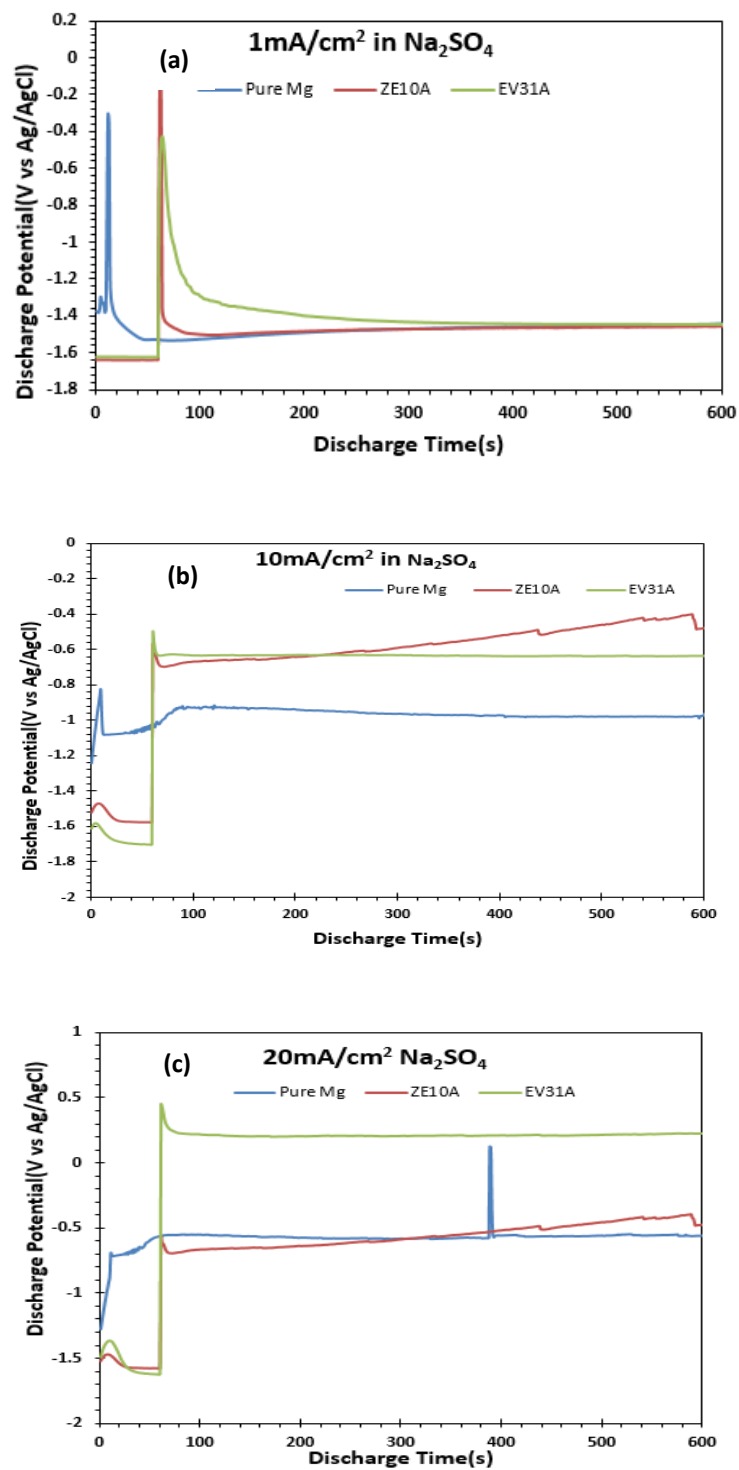 1mA/cm² in Na₂SO₄
(a)
Pure Mg ZE10A EV31A
Discharge Potential(V vs Ag/AgCl)
0.2
0
-0.2
-0.4
-0.6
-0.8
-1
-1.2
-1.4
-1.6
-1.8
0 100 200 300 400 500 600
Discharge Time(s)
10mA/cm² in Na₂SO₄
(b)
Pure Mg ZE10A EV31A
Discharge Potential(V vs Ag/AgCl)
0
-0.2
-0.4
-0.6
-0.8
-1
-1.2
-1.4
-1.6
-1.8
-2
0 100 200 300 400 500 600
Discharge Time(s)
20mA/cm² Na₂SO₄
(c)
Pure Mg ZE10A EV31A
Discharge Potential(V vs Ag/AgCl)
1
0.5
0
-0.5
-1
-1.5
-2
0 200 400 600
Discharge Time(s)